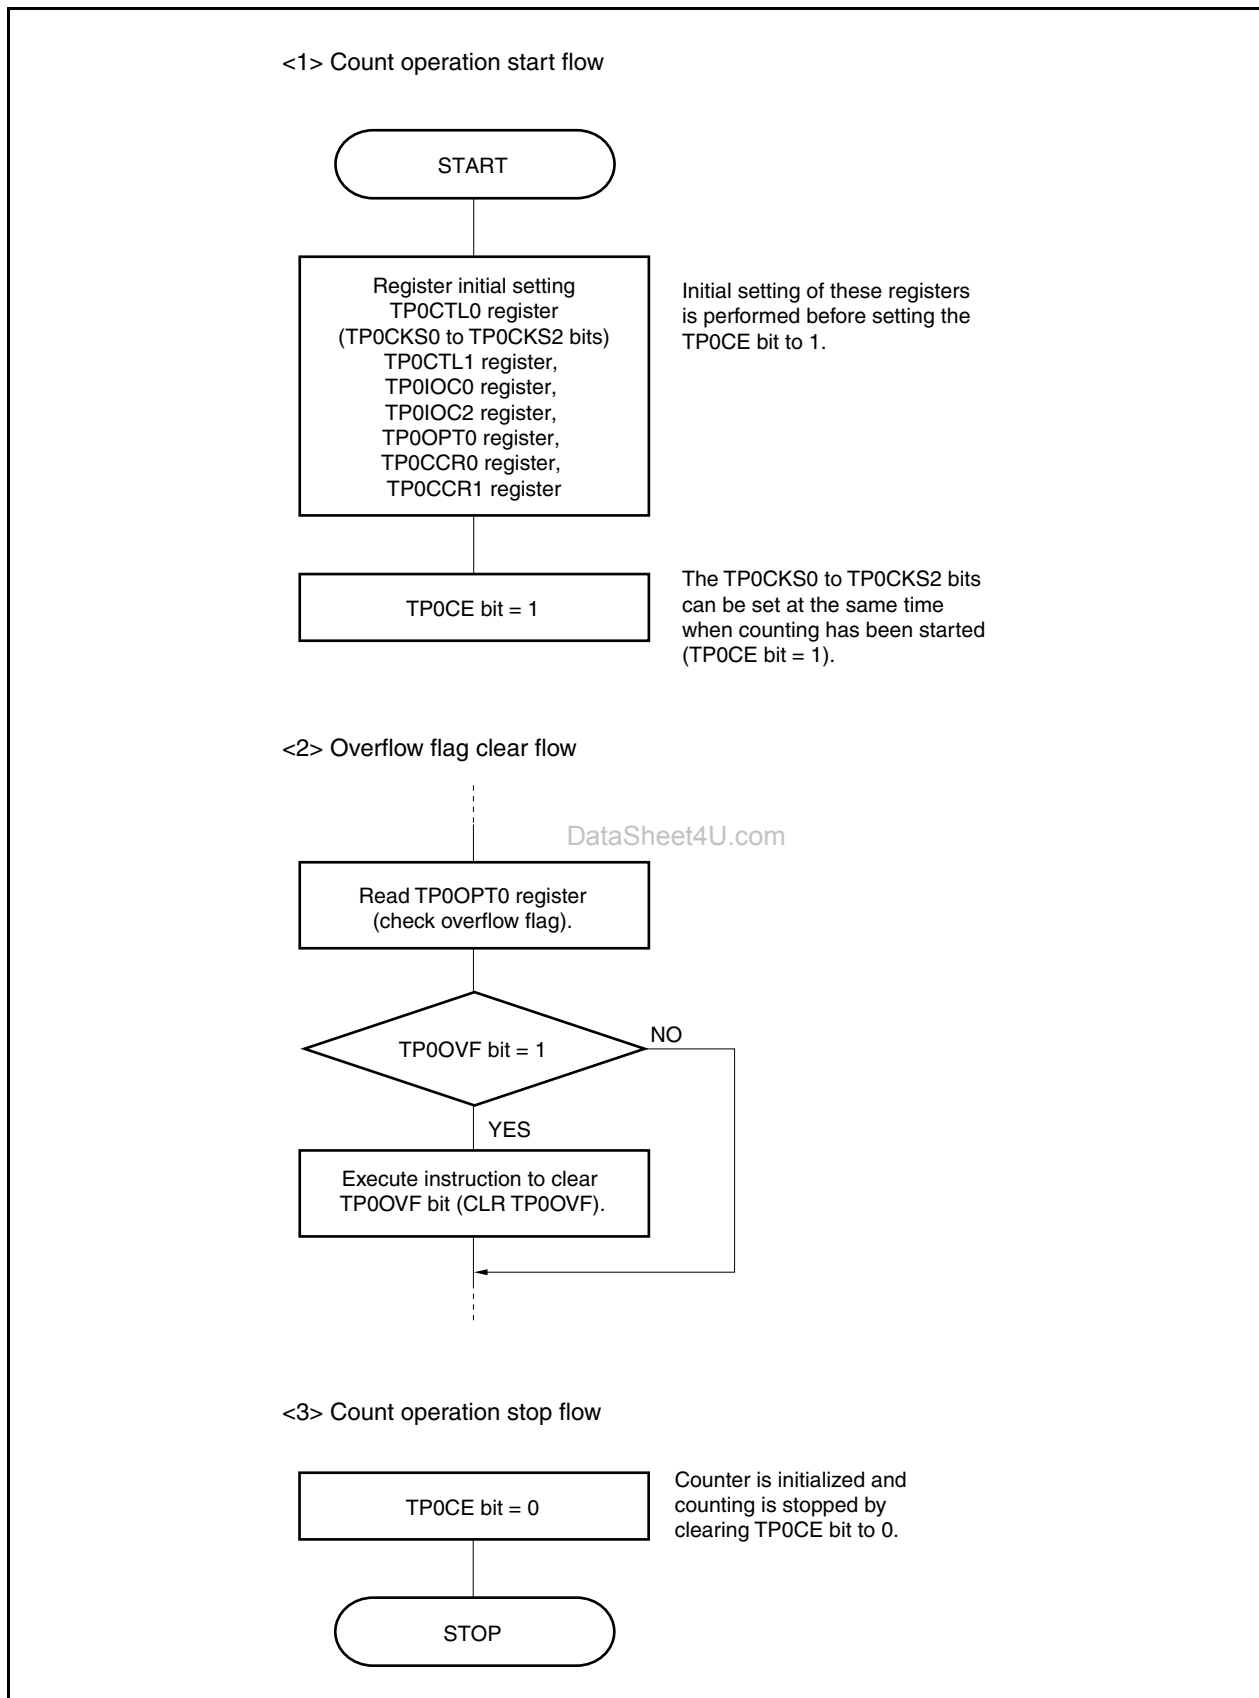 <1> Count operation start flow
START
Register initial setting
TP0CTL0 register
(TP0CKS0 to TP0CKS2 bits)
TP0CTL1 register,
TP0IOC0 register,
TP0IOC2 register,
TP0OPT0 register,
TP0CCR0 register,
TP0CCR1 register
Initial setting of these registers
is performed before setting the
TP0CE bit to 1.
TP0CE bit = 1
The TP0CKS0 to TP0CKS2 bits
can be set at the same time
when counting has been started
(TP0CE bit = 1).
<2> Overflow flag clear flow
DataSheet4U.com
Read TP0OPT0 register
(check overflow flag).
TP0OVF bit = 1
NO
YES
Execute instruction to clear
TP0OVF bit (CLR TP0OVF).
<3> Count operation stop flow
TP0CE bit = 0
Counter is initialized and
counting is stopped by
clearing TP0CE bit to 0.
STOP